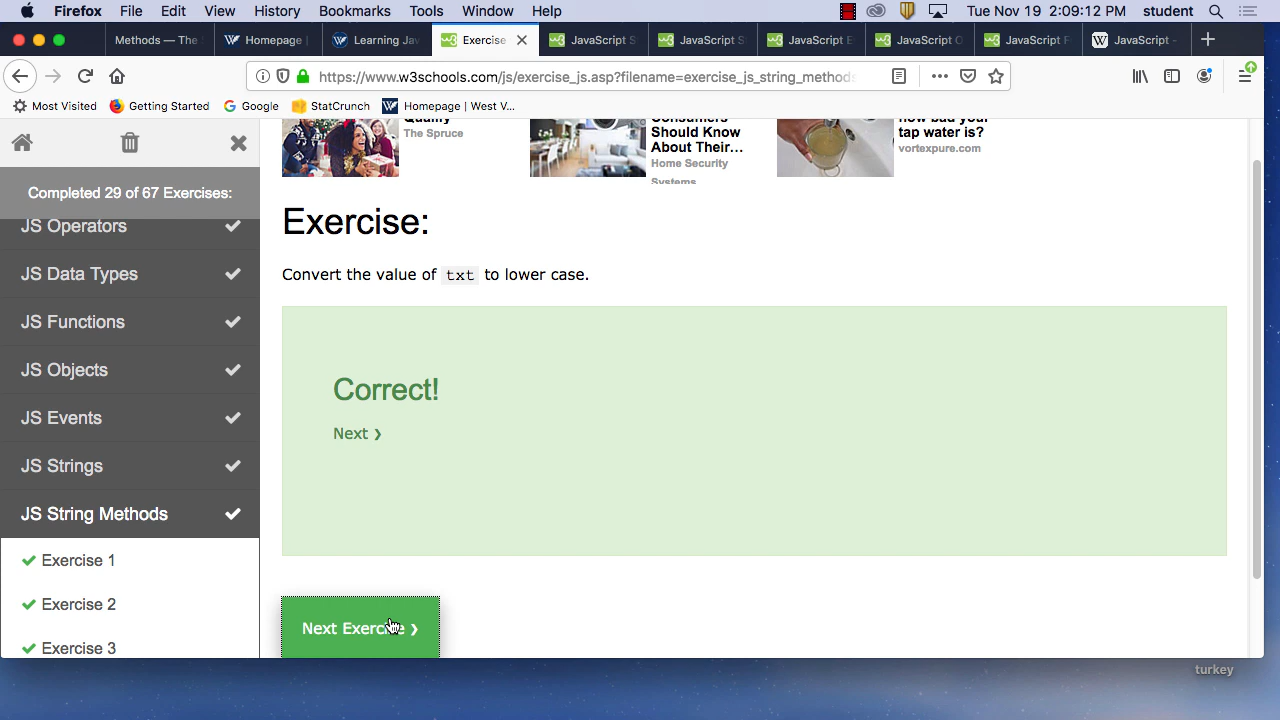 Firefox File Edit View History Bookmarks Tools Window Help Tue Nov 19 2:09:12 PM student
Methods — The Homepage | Learning Jav Exercise JavaScript S JavaScript S JavaScript E JavaScript O JavaScript F JavaScript -
https://www.w3schools.com/js/exercise_js.asp?filename=exercise_js_string_methods
Most Visited Getting Started Google StatCrunch Homepage | West V...
Completed 29 of 67 Exercises:
JS Operators
JS Data Types
JS Functions
JS Objects
JS Events
JS Strings
JS String Methods
Exercise 1
Exercise 2
Exercise 3
The Spruce
Consumers
Should Know
About Their...
Home Security
Systems
how bad your
tap water is?
vortexpure.com
Exercise:
Convert the value of txt to lower case.
Correct!
Next ❯
Next Exercise ❯
turkey